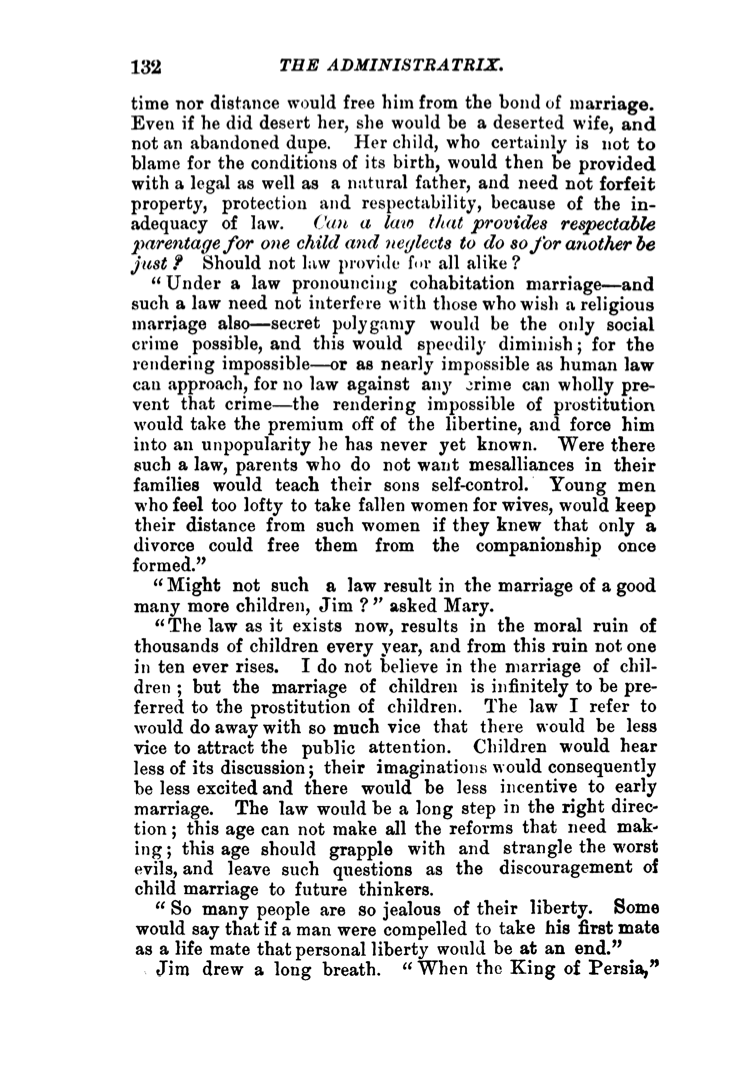 132 THE ADMINISTRATRIX.
time nor distance would free him from the bond of marriage.
Even if he did desert her, she would be a deserted wife, and
not an abandoned dupe. Her child, who certainly is not to
blame for the conditions of its birth, would then be provided
with a legal as well as a natural father, and need not forfeit
property, protection and respectability, because of the in-
adequacy of law. Can a law that provides respectable
parentage for one child and neglects to do so for another be
just? Should not law provide for all alike?
"Under a law pronouncing cohabitation marriage—and
such a law need not interfere with those who wish a religious
marriage also—secret polygamy would be the only social
crime possible, and this would speedily diminish; for the
rendering impossible—or as nearly impossible as human law
can approach, for no law against any crime can wholly pre-
vent that crime—the rendering impossible of prostitution
would take the premium off of the libertine, and force him
into an unpopularity he has never yet known. Were there
such a law, parents who do not want mesalliances in their
families would teach their sons self-control. Young men
who feel too lofty to take fallen women for wives, would keep
their distance from such women if they knew that only a
divorce could free them from the companionship once
formed."
"Might not such a law result in the marriage of a good
many more children, Jim?" asked Mary.
"The law as it exists now, results in the moral ruin of
thousands of children every year, and from this ruin not one
in ten ever rises. I do not believe in the marriage of chil-
dren; but the marriage of children is infinitely to be pre-
ferred to the prostitution of children. The law I refer to
would do away with so much vice that there would be less
vice to attract the public attention. Children would hear
less of its discussion; their imaginations would consequently
be less excited and there would be less incentive to early
marriage. The law would be a long step in the right direc-
tion; this age can not make all the reforms that need mak-
ing; this age should grapple with and strangle the worst
evils, and leave such questions as the discouragement of
child marriage to future thinkers.
"So many people are so jealous of their liberty. Some
would say that if a man were compelled to take his first mate
as a life mate that personal liberty would be at an end."
Jim drew a long breath. "When the King of Persia,"